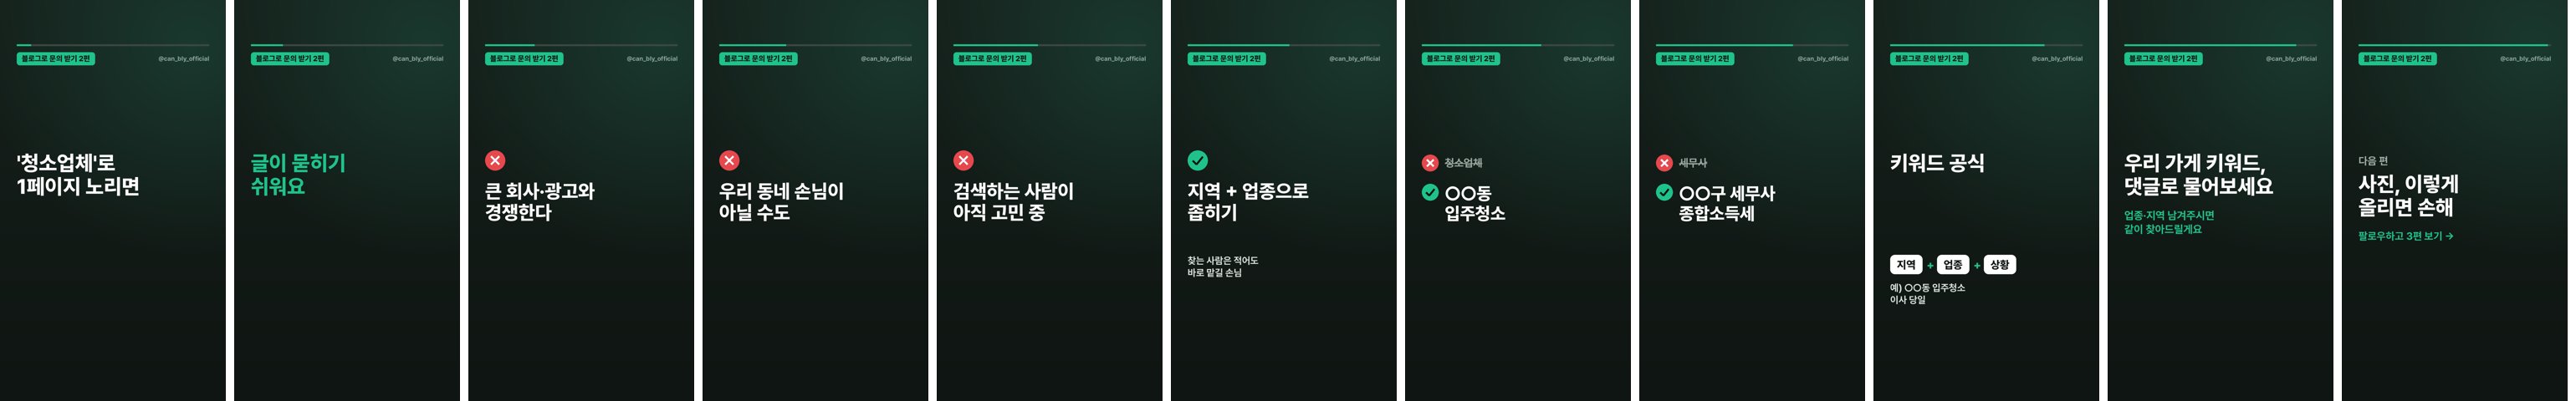 블로그로 문의 받기 2편
@can_bly_official
'청소업체'로
1페이지 노리면
블로그로 문의 받기 2편
@can_bly_official
글이 묻히기
쉬워요
블로그로 문의 받기 2편
@can_bly_official
큰 회사·광고와
경쟁한다
블로그로 문의 받기 2편
@can_bly_official
우리 동네 손님이
아닐 수도
블로그로 문의 받기 2편
@can_bly_official
검색하는 사람이
아직 고민 중
블로그로 문의 받기 2편
@can_bly_official
지역 + 업종으로
좁히기
찾는 사람은 적어도
바로 맡길 손님
블로그로 문의 받기 2편
@can_bly_official
청소업체
○○동
입주청소
블로그로 문의 받기 2편
@can_bly_official
세무사
○○구 세무사
종합소득세
블로그로 문의 받기 2편
@can_bly_official
키워드 공식
지역 + 업종 + 상황
예) ○○동 입주청소
이사 당일
블로그로 문의 받기 2편
@can_bly_official
우리 가게 키워드,
댓글로 물어보세요
업종·지역 남겨주시면
같이 찾아드릴게요
블로그로 문의 받기 2편
@can_bly_official
다음 편
사진, 이렇게
올리면 손해
팔로우하고 3편 보기 →